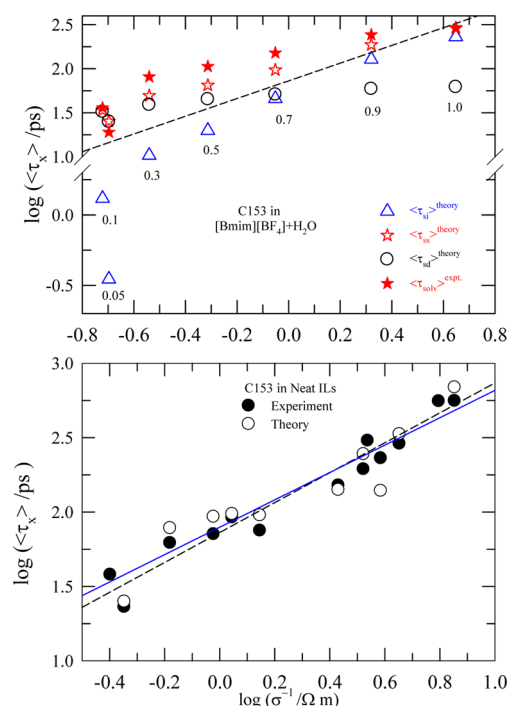 log (<τx> /ps)
2.5
2.0
1.5
1.0
0.0
-0.5
0.1
0.05
0.3
0.5
0.7
0.9
1.0
C153 in
[Bmim][BF4]+H2O
<τsi>theory
<τss>theory
<τsd>theory
<τsolv>expt.
-0.8 -0.6 -0.4 -0.2 0.0 0.2 0.4 0.6 0.8
log (<τx> /ps)
3.0
2.5
2.0
1.5
1.0
C153 in Neat ILs
Experiment
Theory
-0.4 -0.2 0.0 0.2 0.4 0.6 0.8 1.0
log (σ-1/Ω m)